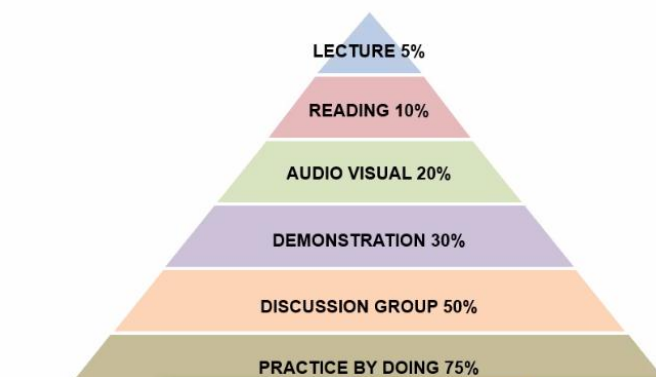 LECTURE 5%
READING 10%
AUDIO VISUAL 20%
DEMONSTRATION 30%
DISCUSSION GROUP 50%
PRACTICE BY DOING 75%